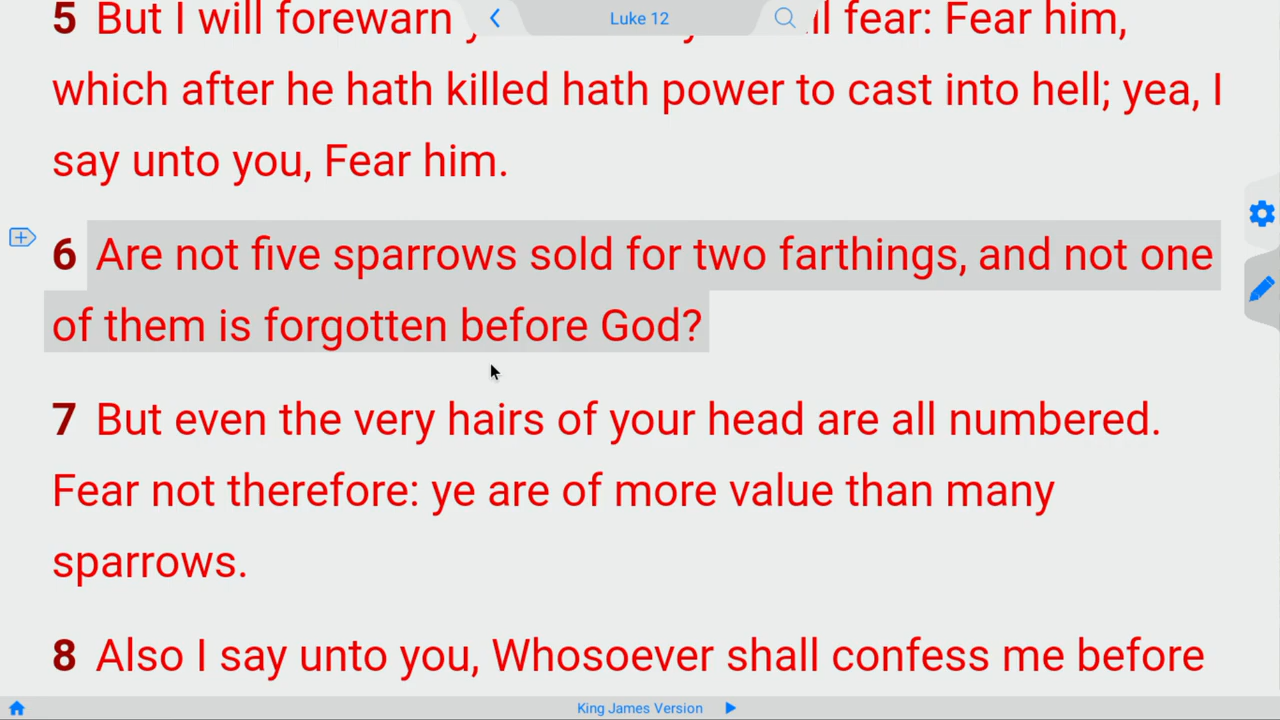 Luke 12
5 But I will forewarn fear: Fear him,
which after he hath killed hath power to cast into hell; yea, I
say unto you, Fear him.
6 Are not five sparrows sold for two farthings, and not one
of them is forgotten before God?
7 But even the very hairs of your head are all numbered.
Fear not therefore: ye are of more value than many
sparrows.
8 Also I say unto you, Whosoever shall confess me before
King James Version